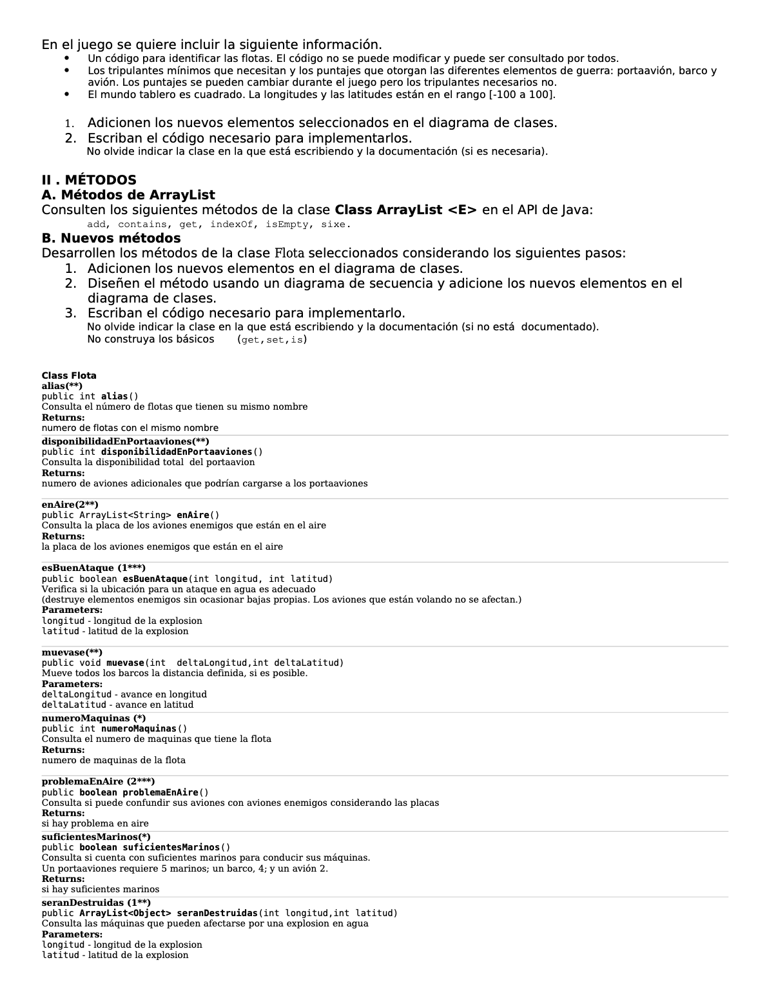 En el juego se quiere incluir la siguiente información.
• Un código para identificar las flotas. El código no se puede modificar y puede ser consultado por todos.
• Los tripulantes mínimos que necesitan y los puntajes que otorgan las diferentes elementos de guerra: portaavión, barco y
avión. Los puntajes se pueden cambiar durante el juego pero los tripulantes necesarios no.
• El mundo tablero es cuadrado. La longitudes y las latitudes están en el rango [-100 a 100].
1. Adicionen los nuevos elementos seleccionados en el diagrama de clases.
2. Escriban el código necesario para implementarlos.
No olvide indicar la clase en la que está escribiendo y la documentación (si es necesaria).
II . MÉTODOS
A. Métodos de ArrayList
Consulten los siguientes métodos de la clase Class ArrayList <E> en el API de Java:
add, contains, get, indexOf, isEmpty, sixe.
B. Nuevos métodos
Desarrollen los métodos de la clase Flota seleccionados considerando los siguientes pasos:
1. Adicionen los nuevos elementos en el diagrama de clases.
2. Diseñen el método usando un diagrama de secuencia y adicione los nuevos elementos en el
diagrama de clases.
3. Escriban el código necesario para implementarlo.
No olvide indicar la clase en la que está escribiendo y la documentación (si no está  documentado).
No construya los básicos (get,set,is)
Class Flota
alias(**)
public int alias()
Consulta el número de flotas que tienen su mismo nombre
Returns:
numero de flotas con el mismo nombre
disponibilidadEnPortaaviones(**)
public int disponibilidadEnPortaaviones()
Consulta la disponibilidad total  del portaavion
Returns:
numero de aviones adicionales que podrían cargarse a los portaaviones
enAire(2**)
public ArrayList<String> enAire()
Consulta la placa de los aviones enemigos que están en el aire
Returns:
la placa de los aviones enemigos que están en el aire
esBuenAtaque (1***)
public boolean esBuenAtaque(int longitud, int latitud)
Verifica si la ubicación para un ataque en agua es adecuado
(destruye elementos enemigos sin ocasionar bajas propias. Los aviones que están volando no se afectan.)
Parameters:
longitud - longitud de la explosion
latitud - latitud de la explosion
muevase(**)
public void muevase(int  deltaLongitud,int deltaLatitud)
Mueve todos los barcos la distancia definida, si es posible.
Parameters:
deltaLongitud - avance en longitud
deltaLatitud - avance en latitud
numeroMaquinas (*)
public int numeroMaquinas()
Consulta el numero de maquinas que tiene la flota
Returns:
numero de maquinas de la flota
problemaEnAire (2***)
public boolean problemaEnAire()
Consulta si puede confundir sus aviones con aviones enemigos considerando las placas
Returns:
si hay problema en aire
suficientesMarinos(*)
public boolean suficientesMarinos()
Consulta si cuenta con suficientes marinos para conducir sus máquinas.
Un portaaviones requiere 5 marinos; un barco, 4; y un avión 2.
Returns:
si hay suficientes marinos
seranDestruidas (1**)
public ArrayList<Object> seranDestruidas(int longitud,int latitud)
Consulta las máquinas que pueden afectarse por una explosion en agua
Parameters:
longitud - longitud de la explosion
latitud - latitud de la explosion